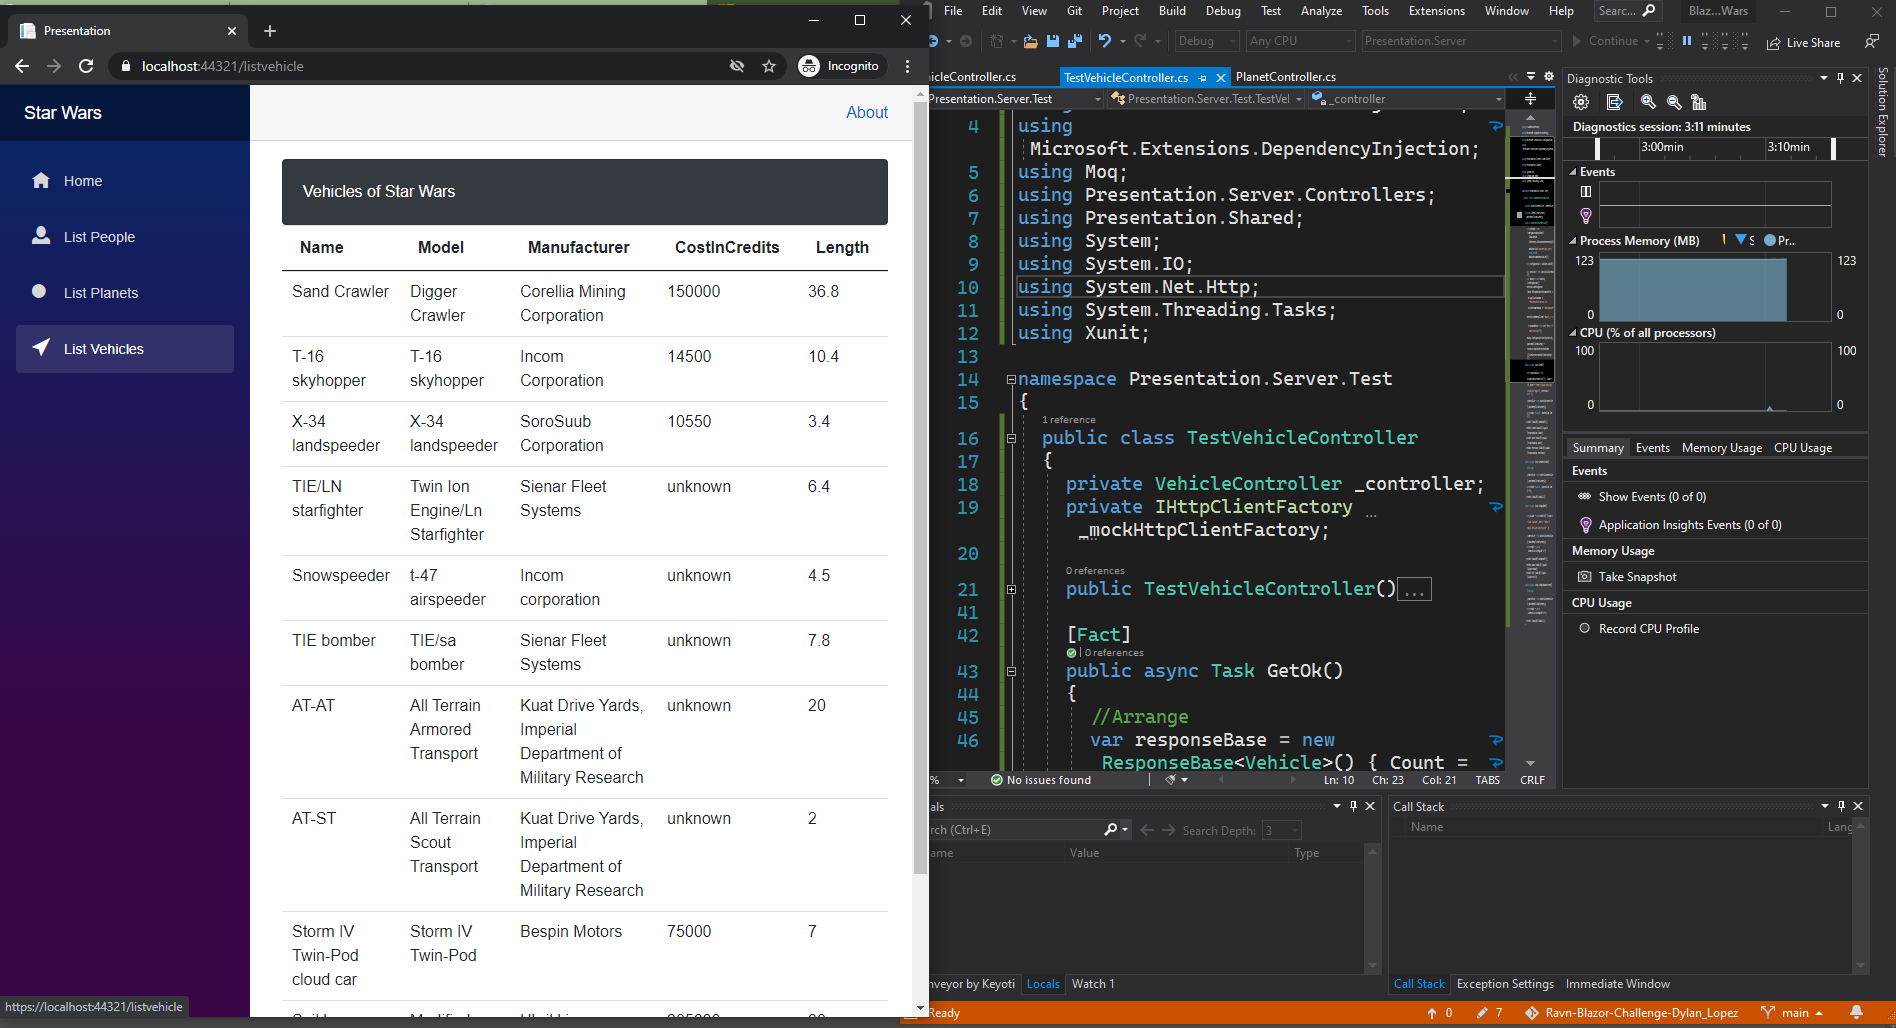 Presentation
localhost:44321/listvehicle
Incognito
Star Wars
About
Home
List People
List Planets
List Vehicles
Vehicles of Star Wars
Name Model Manufacturer CostInCredits Length
Sand Crawler Digger Crawler Corellia Mining Corporation 150000 36.8
T-16 skyhopper T-16 skyhopper Incom Corporation 14500 10.4
X-34 landspeeder X-34 landspeeder SoroSuub Corporation 10550 3.4
TIE/LN starfighter Twin Ion Engine/Ln Starfighter Sienar Fleet Systems unknown 6.4
Snowspeeder t-47 airspeeder Incom corporation unknown 4.5
TIE bomber TIE/sa bomber Sienar Fleet Systems unknown 7.8
AT-AT All Terrain Armored Transport Kuat Drive Yards, Imperial Department of Military Research unknown 20
AT-ST All Terrain Scout Transport Kuat Drive Yards, Imperial Department of Military Research unknown 2
Storm IV Twin-Pod cloud car Storm IV Twin-Pod Bespin Motors 75000 7
https://localhost:44321/listvehicle
File Edit View Git Project Build Debug Test Analyze Tools Extensions Window Help Searc... Blaz...Wars
Debug Any CPU Presentation.Server Continue Live Share
hicleController.cs TestVehicleController.cs PlanetController.cs
Presentation.Server.Test Presentation.Server.Test.TestVel _controller
4 using
Microsoft.Extensions.DependencyInjection;
5 using Moq;
6 using Presentation.Server.Controllers;
7 using Presentation.Shared;
8 using System;
9 using System.IO;
10 using System.Net.Http;
11 using System.Threading.Tasks;
12 using Xunit;
13
14 namespace Presentation.Server.Test
15 {
1 reference
16 public class TestVehicleController
17 {
18 private VehicleController _controller;
19 private IHttpClientFactory
_mockHttpClientFactory;
20
0 references
21 public TestVehicleController()...
41
42 [Fact]
| 0 references
43 public async Task GetOk()
44 {
45 //Arrange
46 var responseBase = new
ResponseBase<Vehicle>() { Count =
% No issues found Ln: 10 Ch: 23 Col: 21 TABS CRLF
Diagnostic Tools
Solution Explorer
Diagnostics session: 3:11 minutes
3:00min 3:10min
Events
Process Memory (MB) S Pr...
123 123
0 0
CPU (% of all processors)
100 100
0 0
Summary Events Memory Usage CPU Usage
Events
Show Events (0 of 0)
Application Insights Events (0 of 0)
Memory Usage
Take Snapshot
CPU Usage
Record CPU Profile
als
rch (Ctrl+E) Search Depth: 3
ame Value Type
nveyor by Keyoti Locals Watch 1
Call Stack
Name Lang
Call Stack Exception Settings Immediate Window
Ready 0 7 Ravn-Blazor-Challenge-Dylan_Lopez main